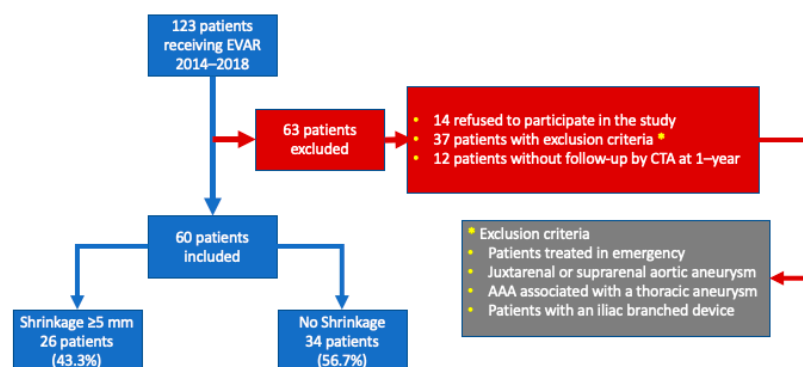 123 patients
receiving EVAR
2014–2018
63 patients
excluded
• 14 refused to participate in the study
• 37 patients with exclusion criteria *
• 12 patients without follow-up by CTA at 1–year
60 patients
included
* Exclusion criteria
• Patients treated in emergency
• Juxtarenal or suprarenal aortic aneurysm
• AAA associated with a thoracic aneurysm
• Patients with an iliac branched device
Shrinkage ≥5 mm
26 patients
(43.3%)
No Shrinkage
34 patients
(56.7%)